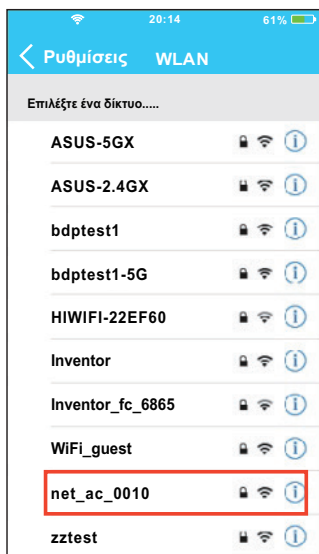 20:14 61%
Ρυθμίσεις WLAN
Επιλέξτε ένα δίκτυο.....
ASUS-5GX
ASUS-2.4GX
bdptest1
bdptest1-5G
HIWIFI-22EF60
Inventor
Inventor_fc_6865
WiFi_guest
net_ac_0010
zztest